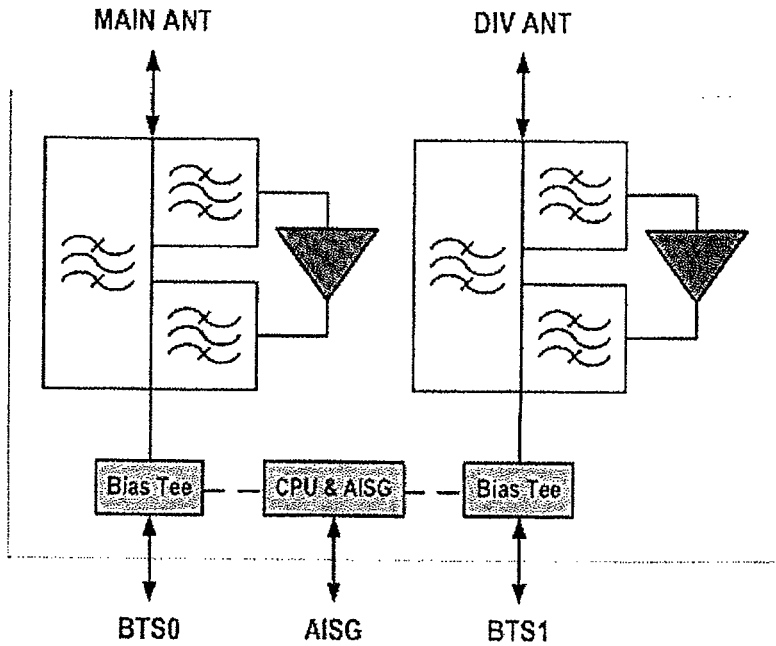 MAIN ANT
DIV ANT
Bias Tee
CPU & AISG
Bias Tee
BTS0
AISG
BTS1